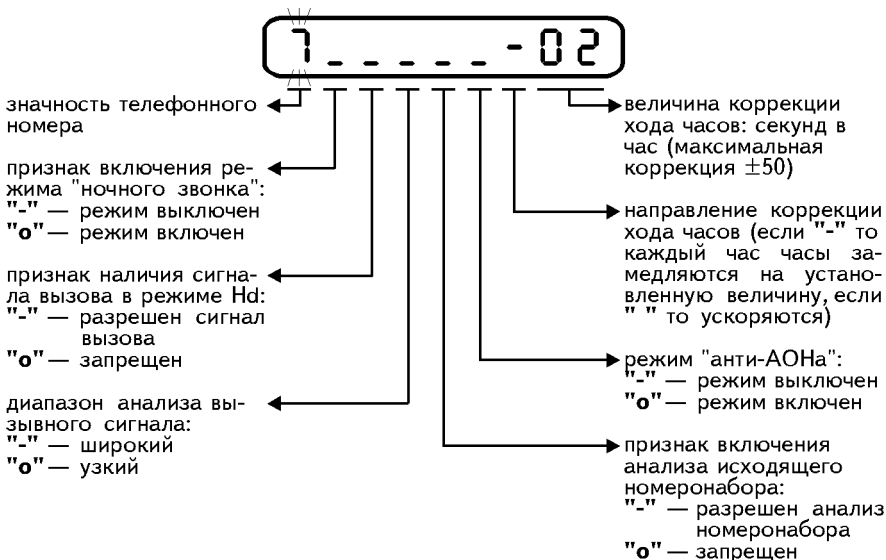 7_ _ _ _ _ -02
значность телефонного
номера
признак включения ре-
жима "ночного звонка":
"-" — режим выключен
"о" — режим включен
признак наличия сигна-
ла вызова в режиме Hd:
"-" — разрешен сигнал
вызова
"о" — запрещен
диапазон анализа вы-
зывного сигнала:
"-" — широкий
"о" — узкий
величина коррекции
хода часов: секунд в
час (максимальная
коррекция ±50)
направление коррекции
хода часов (если "-" то
каждый час часы за-
медляются на устано-
вленную величину, если
" " то ускоряются)
режим "анти-АОНа":
"-" — режим выключен
"о" — режим включен
признак включения
анализа исходящего
номеронабора:
"-" — разрешен анализ
номеронабора
"о" — запрещен